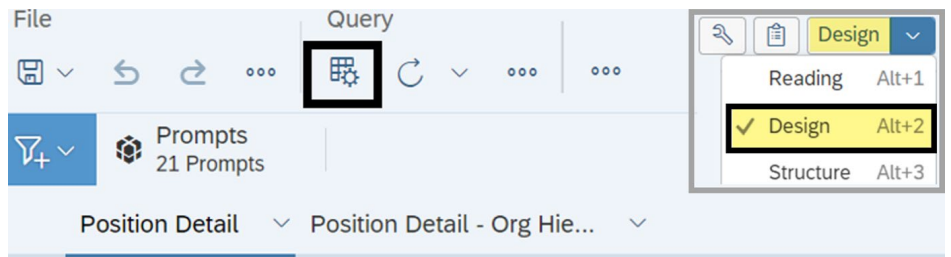 File
Query
Design
Reading Alt+1
Design Alt+2
Structure Alt+3
Prompts
21 Prompts
Position Detail
Position Detail - Org Hie...